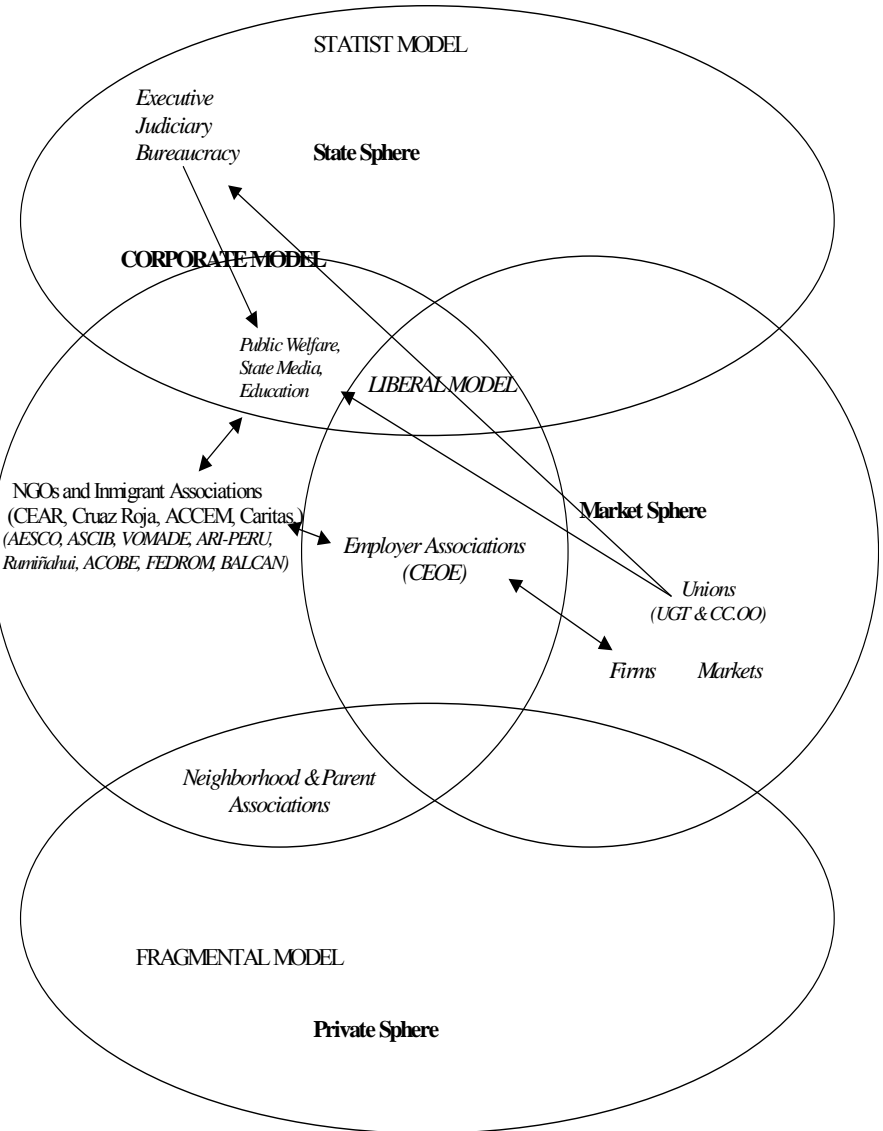 STATIST MODEL
Executive
Judiciary
Bureaucracy
State Sphere
CORPORATE MODEL
Public Welfare,
State Media,
Education
LIBERAL MODEL
NGOs and Inmigrant Associations
(CEAR, Cruaz Roja, ACCEM, Caritas,)
(AESCO, ASCIB, VOMADE, ARI-PERU,
Rumiñahui, ACOBE, FEDROM, BALCAN)
Market Sphere
Employer Associations
(CEOE)
Unions
(UGT & CC.OO)
Firms Markets
Neighborhood & Parent
Associations
FRAGMENTAL MODEL
Private Sphere